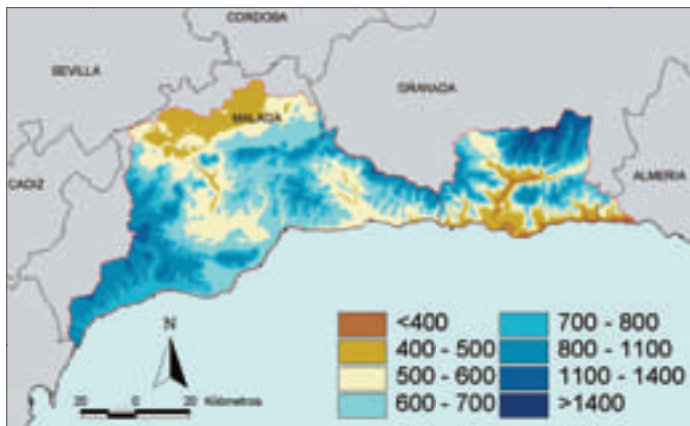 CORDOBA
SEVILLA
GRANADA
MALAGA
CADIZ
ALMERIA
N
20 0 20 Kilómetros
<400
400 - 500
500 - 600
600 - 700
700 - 800
800 - 1100
1100 - 1400
>1400